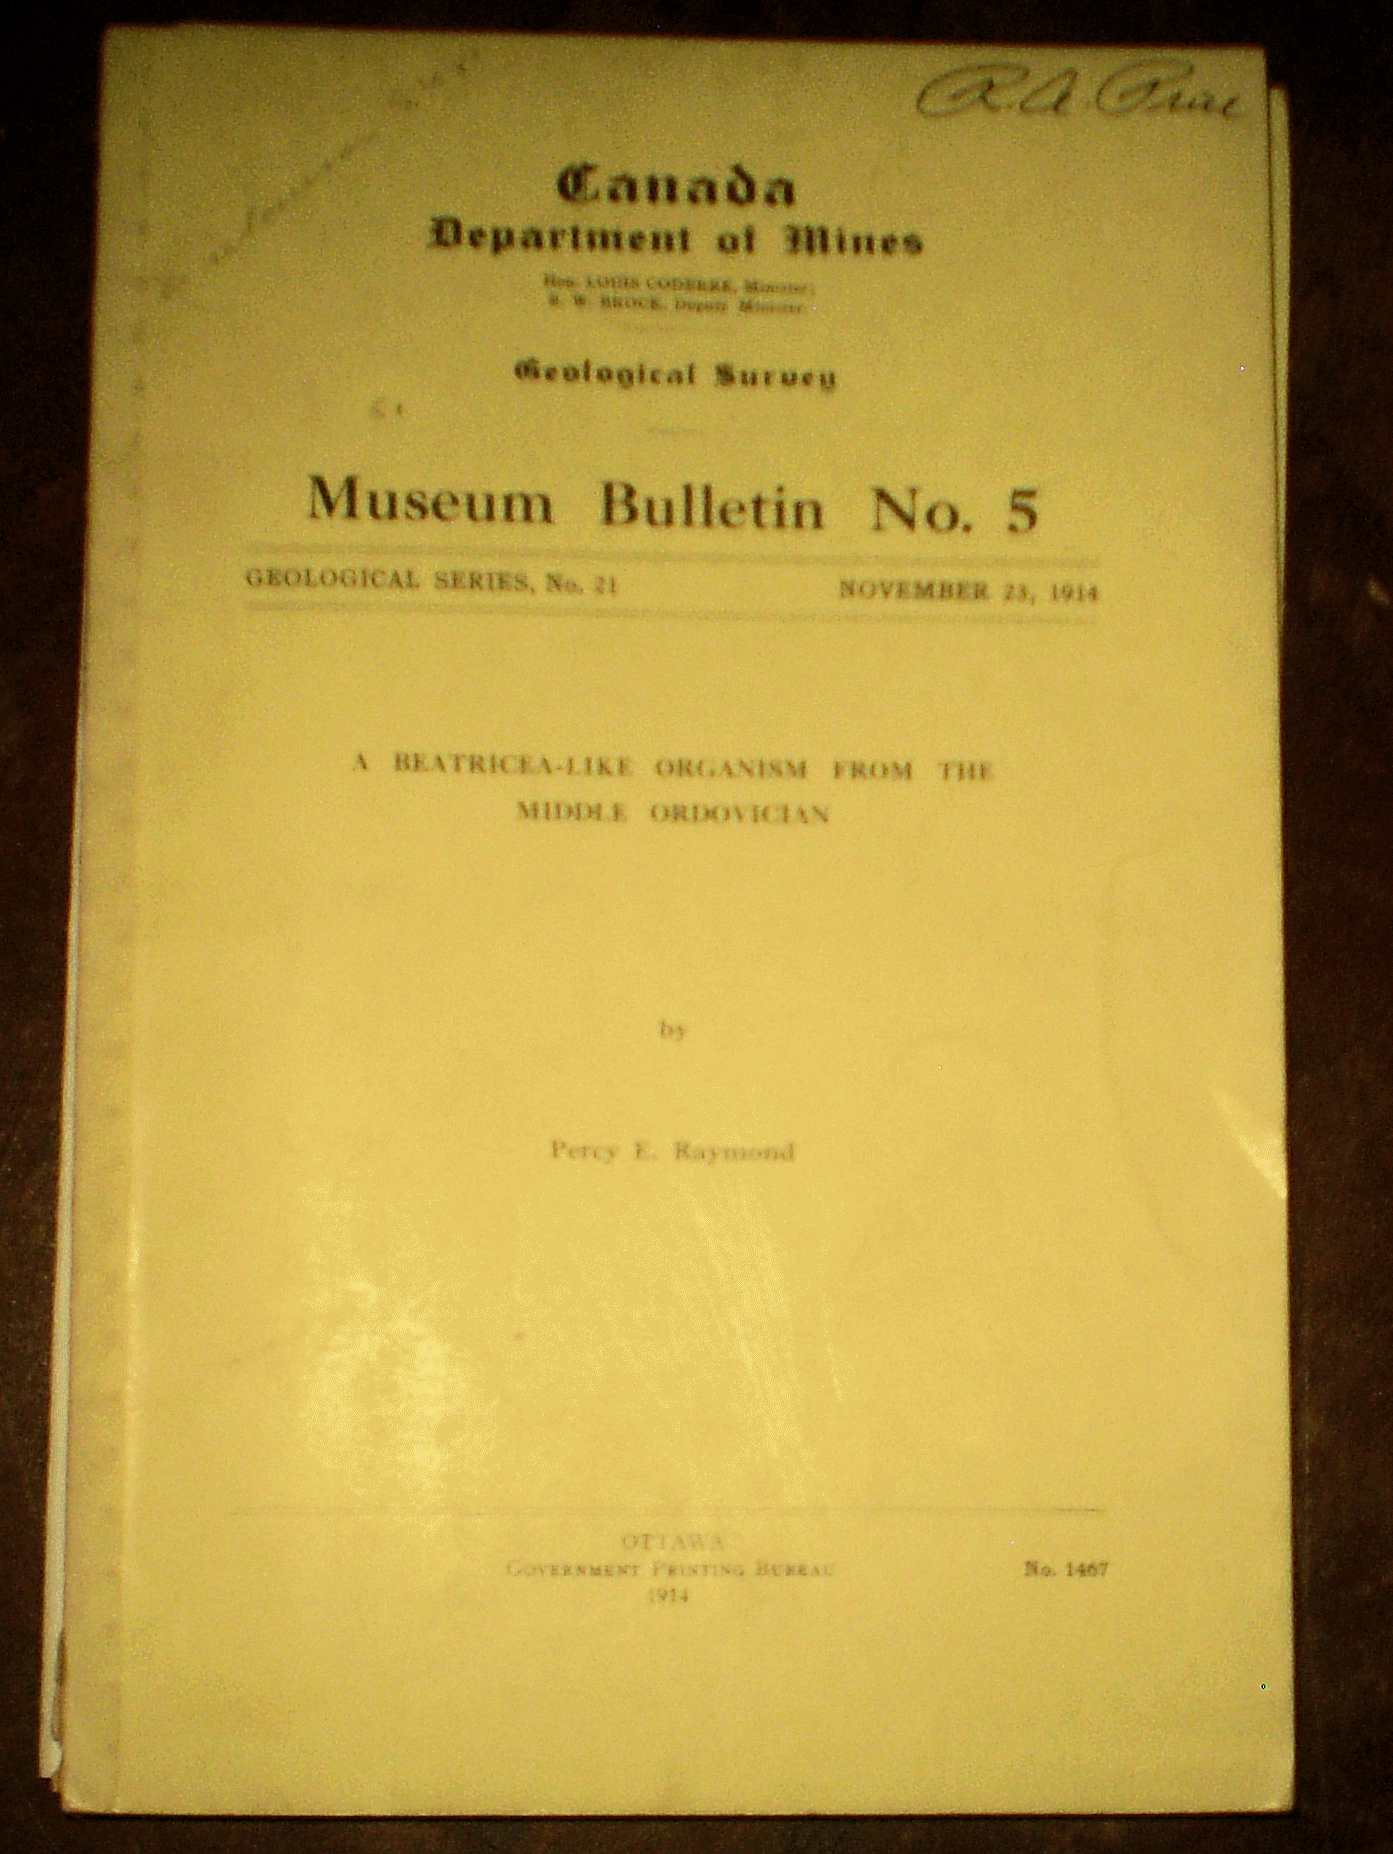 R. A. Price
Canada
Department of Mines
Hon. LOUIS CODERRE, Minister;
R. W. BROCK, Deputy Minister.
Geological Survey
Museum Bulletin No. 5
GEOLOGICAL SERIES, No. 21 NOVEMBER 23, 1914
A BEATRICEA-LIKE ORGANISM FROM THE
MIDDLE ORDOVICIAN
by
Percy E. Raymond
OTTAWA
GOVERNMENT PRINTING BUREAU
1914
No. 1467